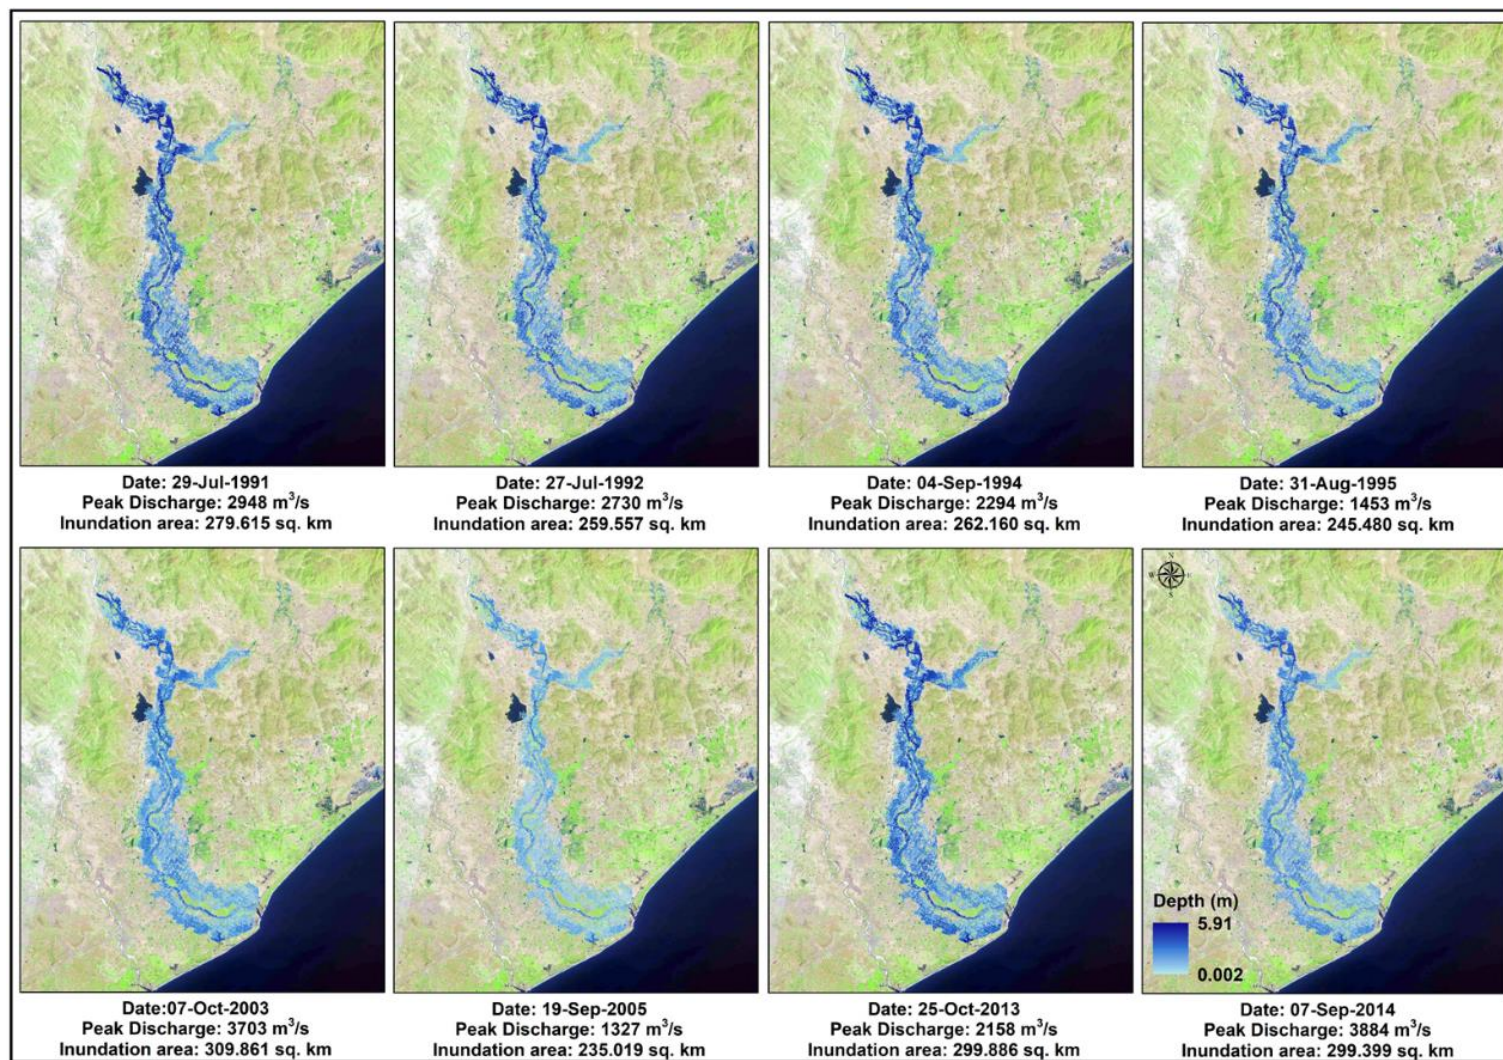 Date: 29-Jul-1991
Peak Discharge: 2948 m³/s
Inundation area: 279.615 sq. km
Date: 27-Jul-1992
Peak Discharge: 2730 m³/s
Inundation area: 259.557 sq. km
Date: 04-Sep-1994
Peak Discharge: 2294 m³/s
Inundation area: 262.160 sq. km
Date: 31-Aug-1995
Peak Discharge: 1453 m³/s
Inundation area: 245.480 sq. km
N
W E
S
Depth (m)
5.91
0.002
Date:07-Oct-2003
Peak Discharge: 3703 m³/s
Inundation area: 309.861 sq. km
Date: 19-Sep-2005
Peak Discharge: 1327 m³/s
Inundation area: 235.019 sq. km
Date: 25-Oct-2013
Peak Discharge: 2158 m³/s
Inundation area: 299.886 sq. km
Date: 07-Sep-2014
Peak Discharge: 3884 m³/s
Inundation area: 299.399 sq. km